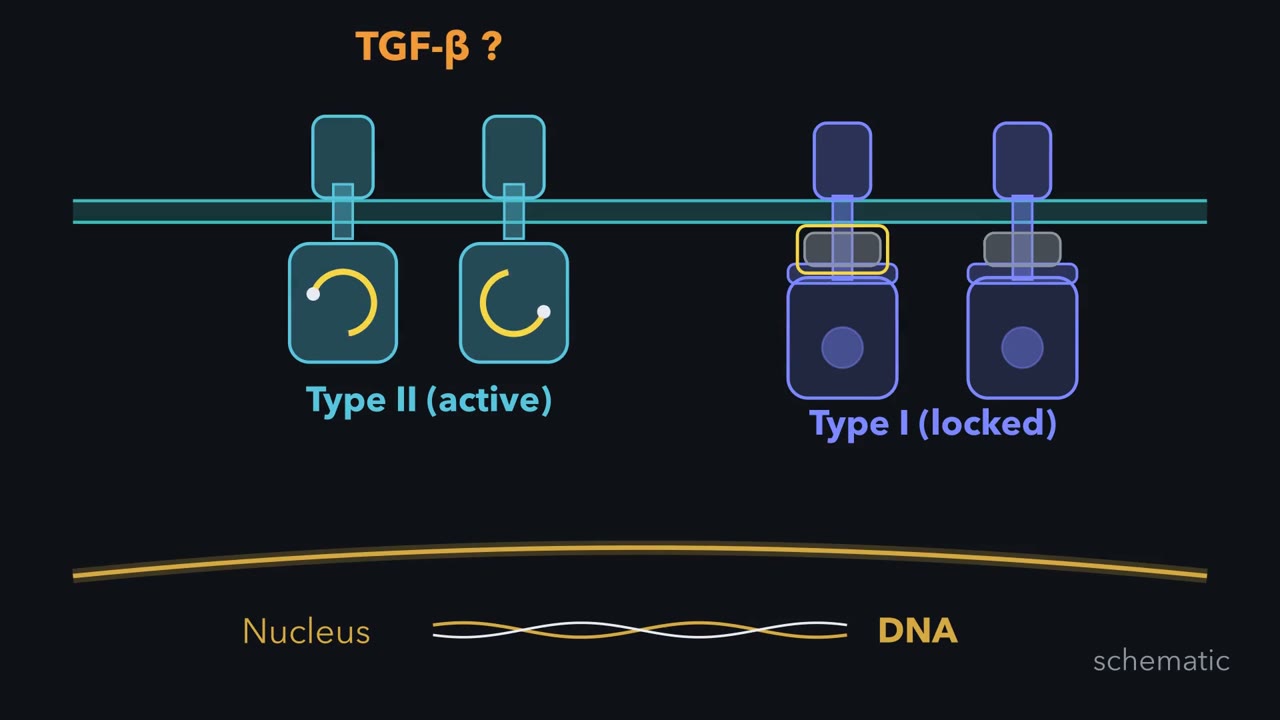 TGF-β ?
Type II (active)
Type I (locked)
Nucleus
DNA
schematic